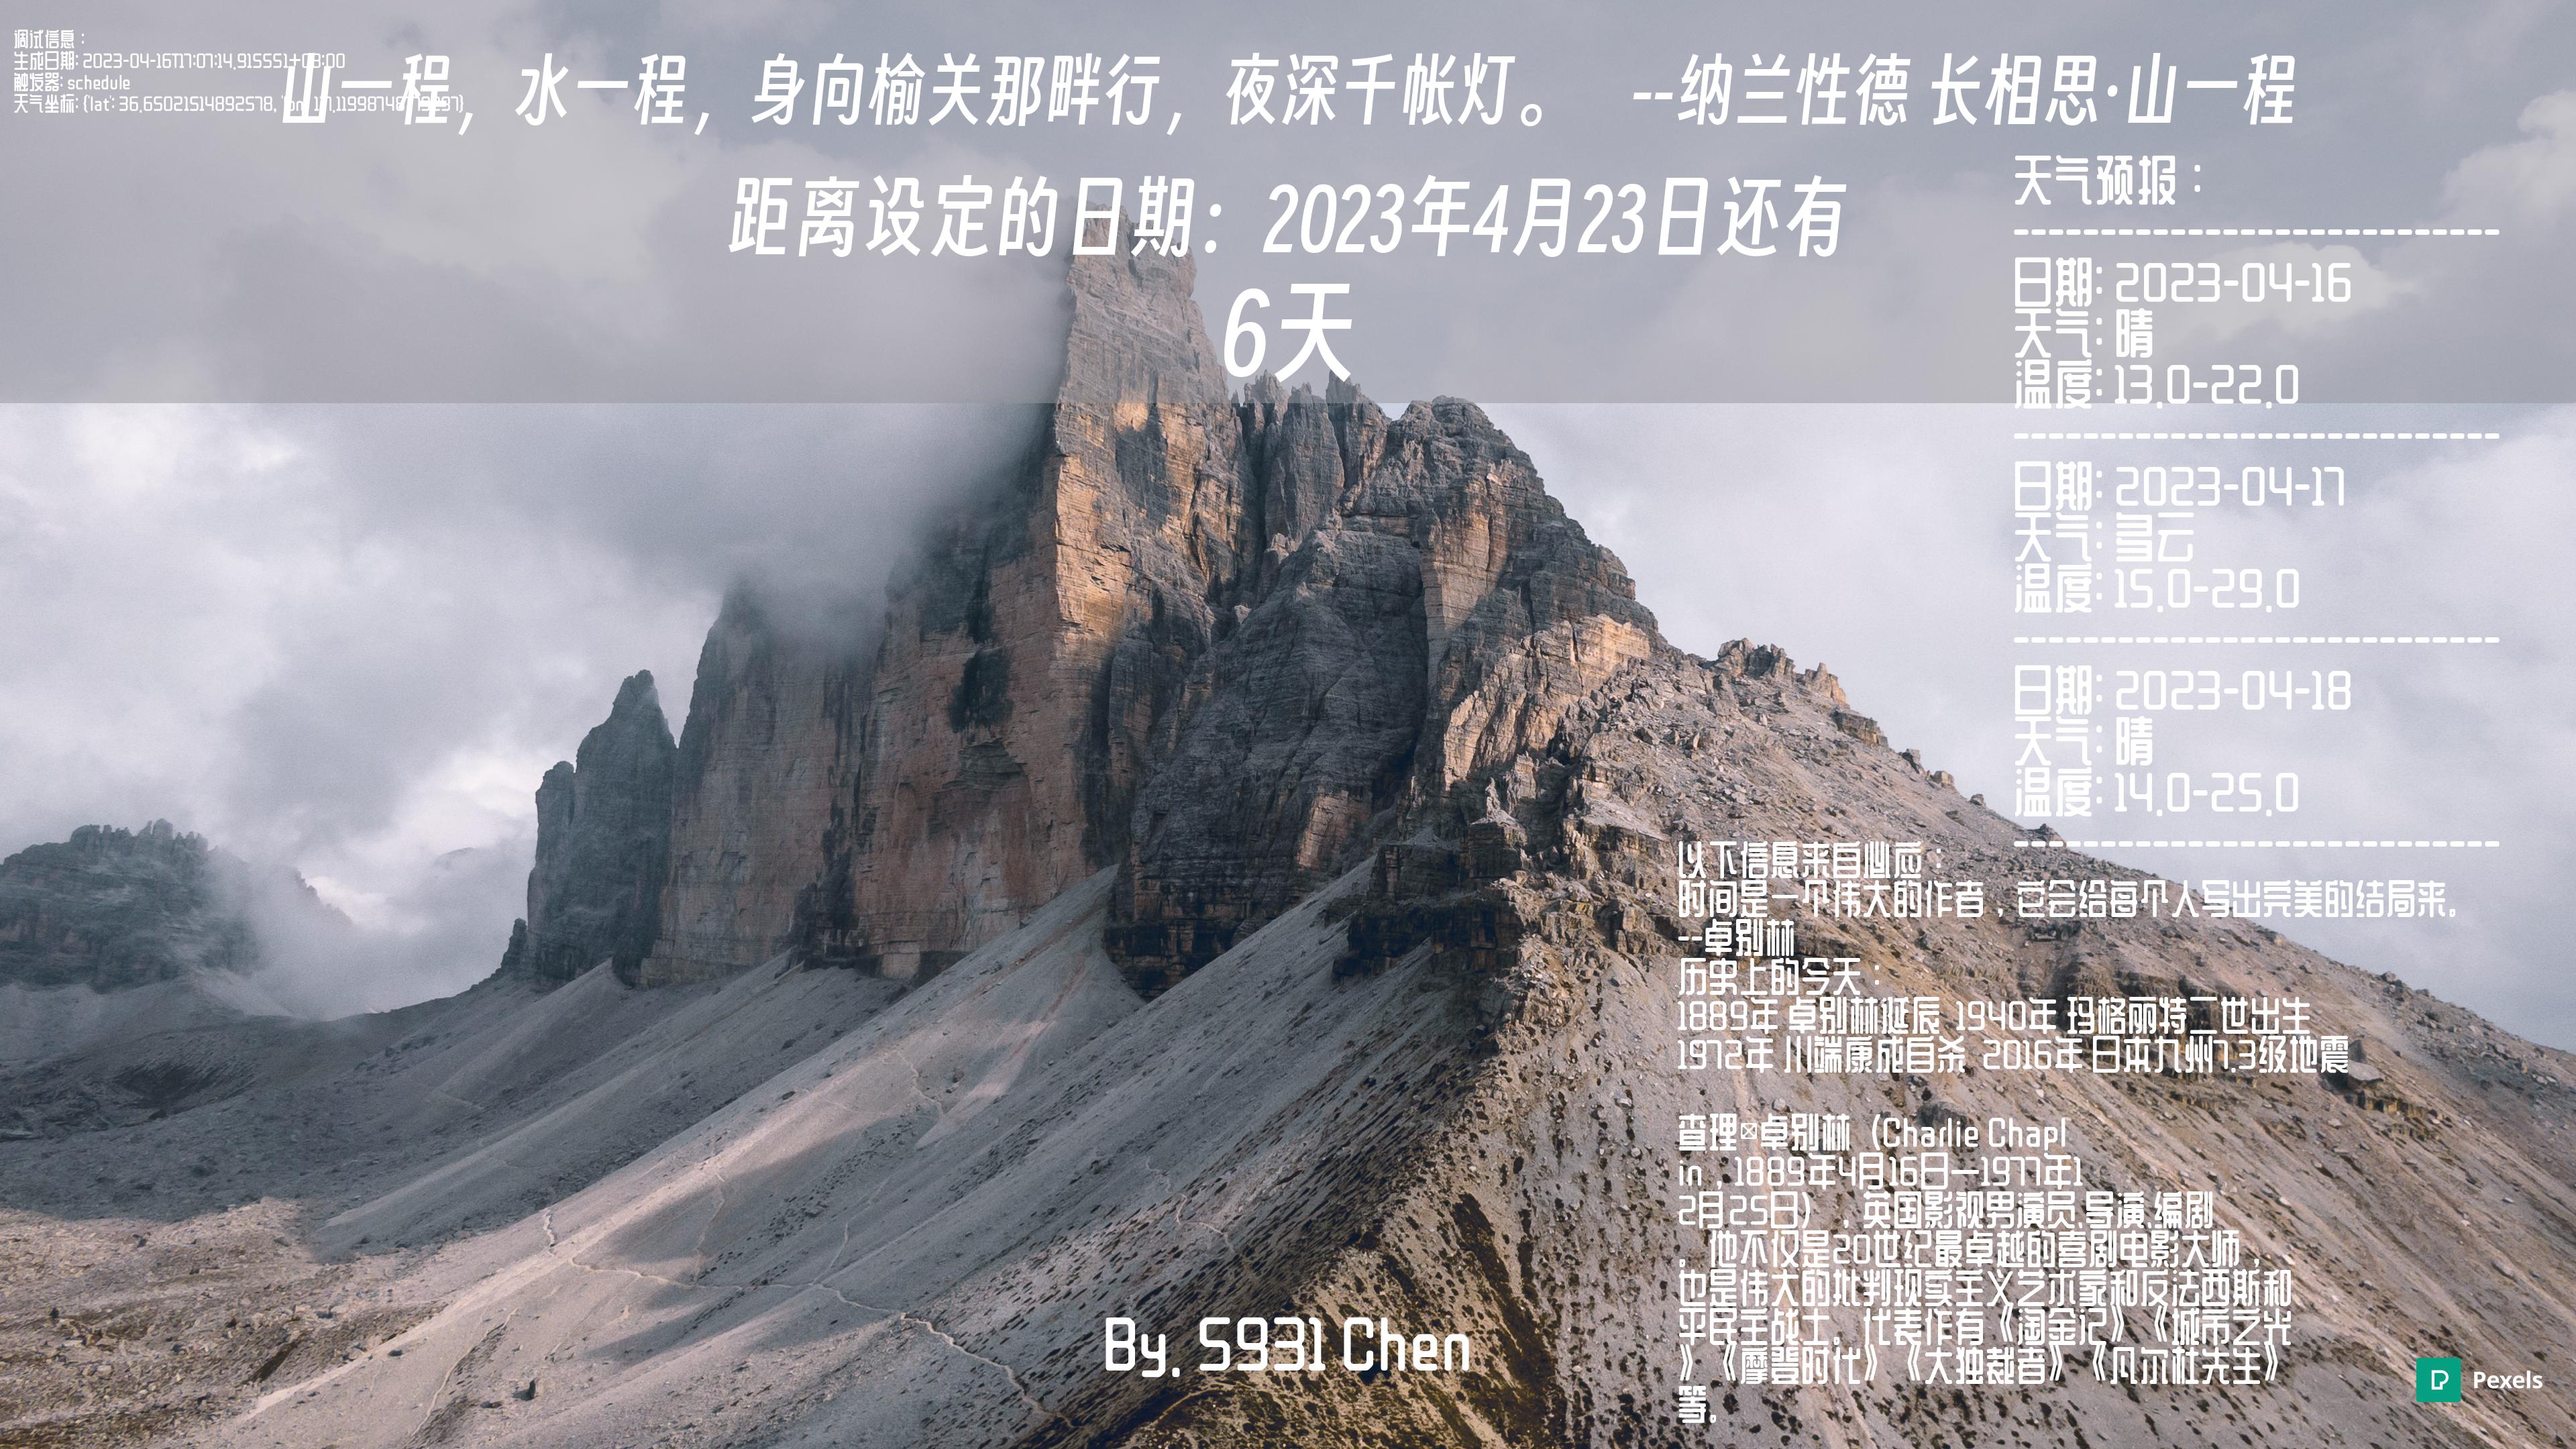 调试信息：
生成日期: 2023-04-16T17:07:14.915551+08:00
触发器: schedule
天气坐标: {'lat': 36.65021514892578,
山一程，水一程，身向榆关那畔行，夜深千帐灯。 --纳兰性德 长相思·山一程
距离设定的日期：2023年4月23日还有
6天
天气预报：
----------------------------
日期: 2023-04-16
天气: 晴
温度: 13.0-22.0
----------------------------
日期: 2023-04-17
天气: 多云
温度: 15.0-29.0
----------------------------
日期: 2023-04-18
天气: 晴
温度: 14.0-25.0
----------------------------
以下信息来自必应：
时间是一个伟大的作者，它会给每个人写出完美的结局来。
--卓别林
历史上的今天：
1889年 卓别林诞辰 1940年 玛格丽特二世出生
1972年 川端康成自杀 2016年 日本九州7.3级地震
查理卓别林（Charlie Chapl
in，1889年4月16日—1977年1
2月25日），英国影视男演员、导演、编剧
。他不仅是20世纪最卓越的喜剧电影大师，
也是伟大的批判现实主义艺术家和反法西斯和
平民主战士。代表作有《淘金记》《城市之光
》《摩登时代》《大独裁者》《凡尔杜先生》
等。
By. S931 Chen
Pexels